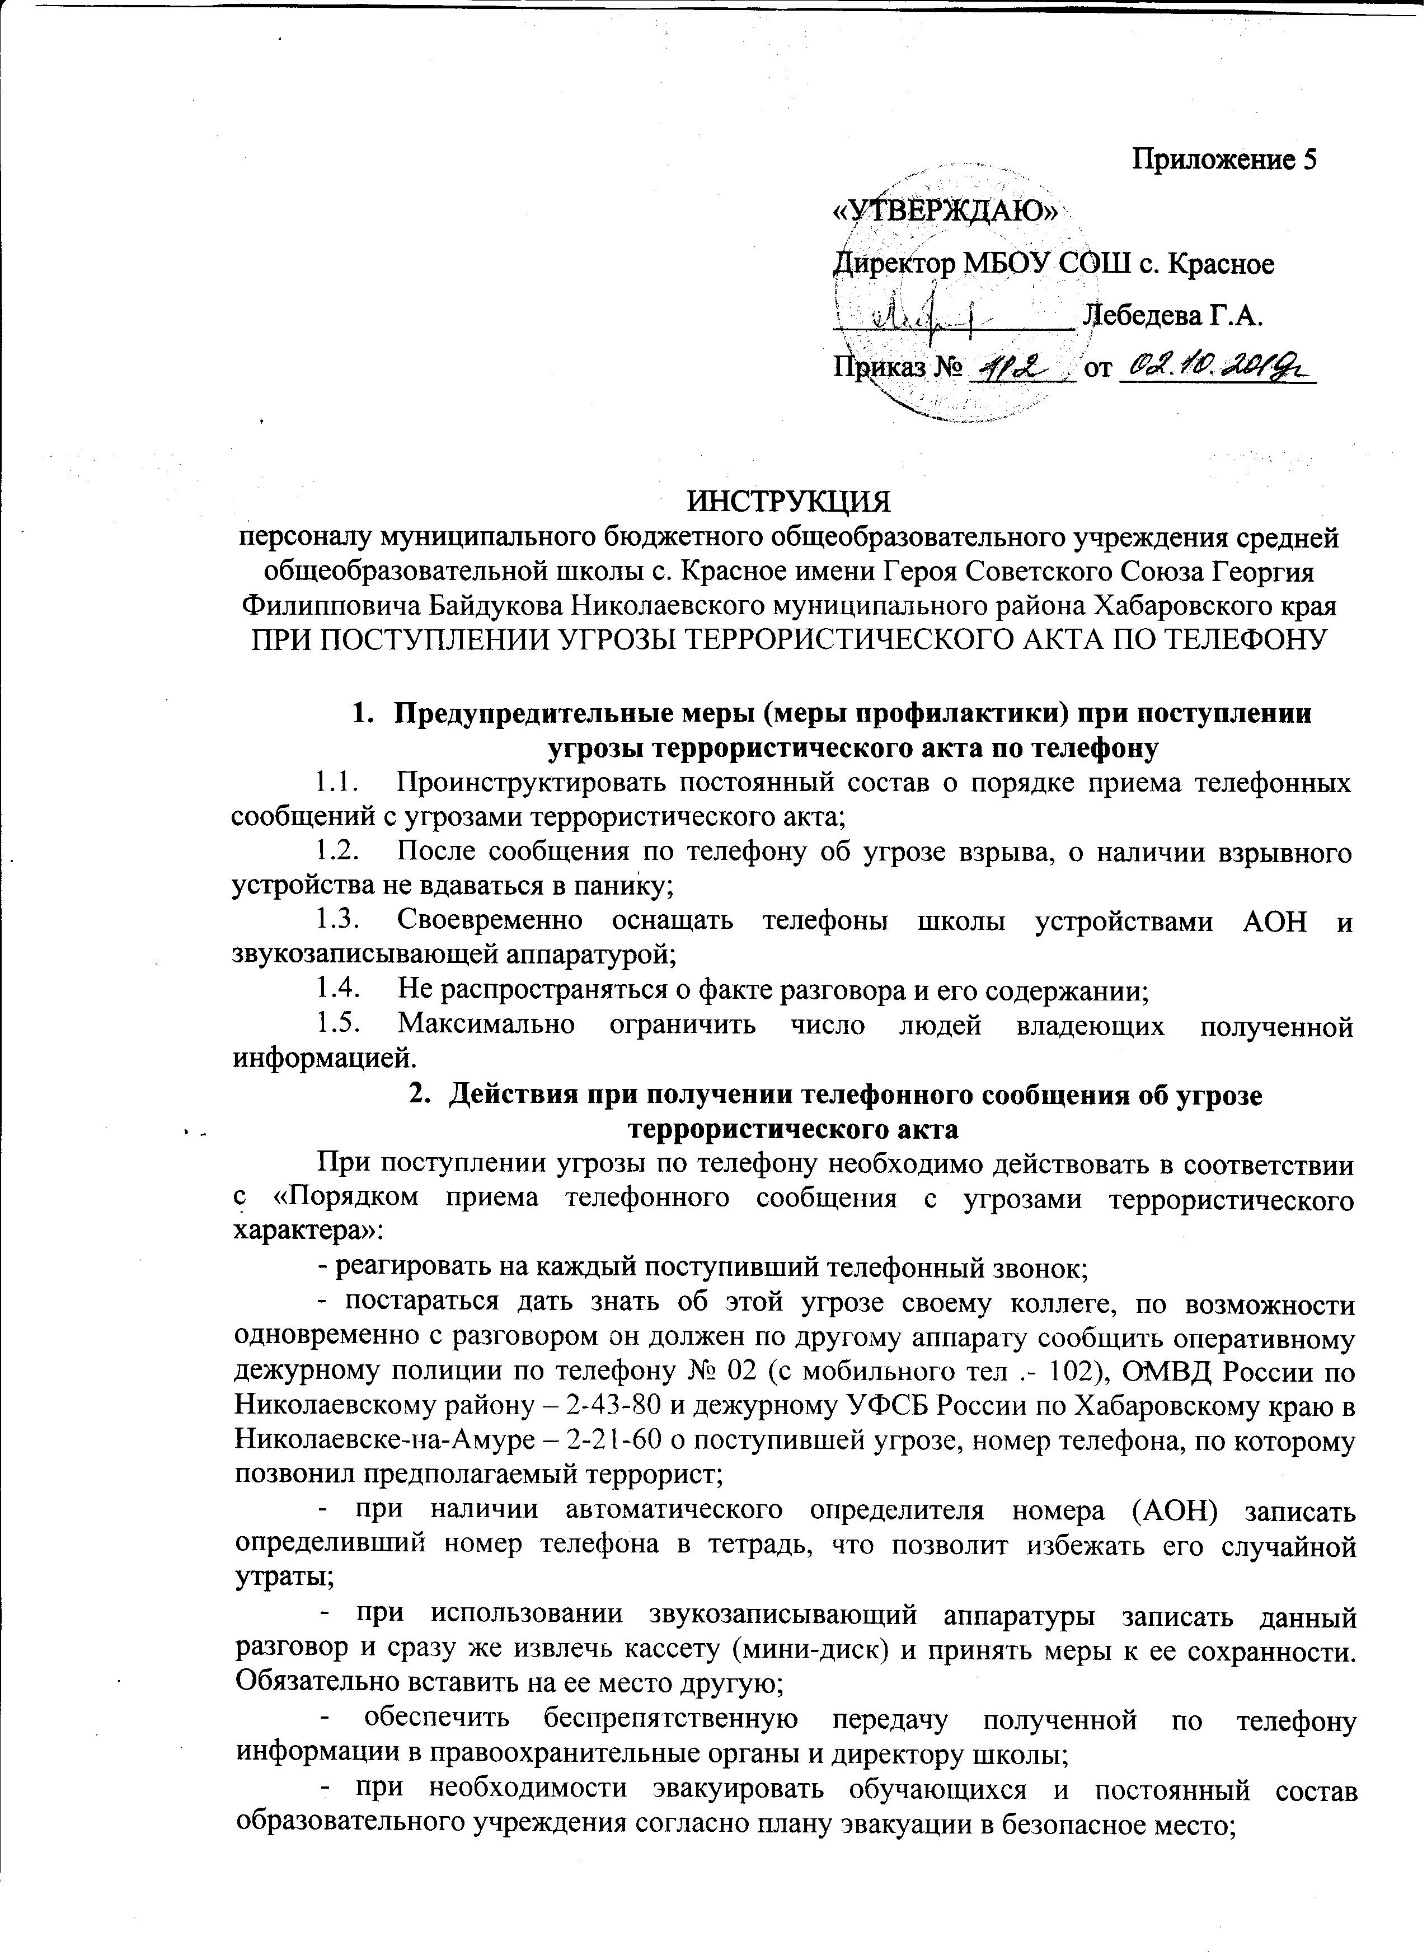 Приложение 5
«УТВЕРЖДАЮ»
Директор МБОУ СОШ с. Красное
Лебедева Г.А.
Приказ № 112 от 02.10.2019г
ИНСТРУКЦИЯ
персоналу муниципального бюджетного общеобразовательного учреждения средней
общеобразовательной школы с. Красное имени Героя Советского Союза Георгия
Филипповича Байдукова Николаевского муниципального района Хабаровского края
ПРИ ПОСТУПЛЕНИИ УГРОЗЫ ТЕРРОРИСТИЧЕСКОГО АКТА ПО ТЕЛЕФОНУ
1. Предупредительные меры (меры профилактики) при поступлении
угрозы террористического акта по телефону
1.1. Проинструктировать постоянный состав о порядке приема телефонных
сообщений с угрозами террористического акта;
1.2. После сообщения по телефону об угрозе взрыва, о наличии взрывного
устройства не вдаваться в панику;
1.3. Своевременно оснащать телефоны школы устройствами АОН и
звукозаписывающей аппаратурой;
1.4. Не распространяться о факте разговора и его содержании;
1.5. Максимально ограничить число людей владеющих полученной
информацией.
2. Действия при получении телефонного сообщения об угрозе
террористического акта
При поступлении угрозы по телефону необходимо действовать в соответствии
с «Порядком приема телефонного сообщения с угрозами террористического
характера»:
- реагировать на каждый поступивший телефонный звонок;
- постараться дать знать об этой угрозе своему коллеге, по возможности
одновременно с разговором он должен по другому аппарату сообщить оперативному
дежурному полиции по телефону № 02 (с мобильного тел .- 102), ОМВД России по
Николаевскому району – 2-43-80 и дежурному УФСБ России по Хабаровскому краю в
Николаевске-на-Амуре – 2-21-60 о поступившей угрозе, номер телефона, по которому
позвонил предполагаемый террорист;
- при наличии автоматического определителя номера (АОН) записать
определивший номер телефона в тетрадь, что позволит избежать его случайной
утраты;
- при использовании звукозаписывающий аппаратуры записать данный
разговор и сразу же извлечь кассету (мини-диск) и принять меры к ее сохранности.
Обязательно вставить на ее место другую;
- обеспечить беспрепятственную передачу полученной по телефону
информации в правоохранительные органы и директору школы;
- при необходимости эвакуировать обучающихся и постоянный состав
образовательного учреждения согласно плану эвакуации в безопасное место;